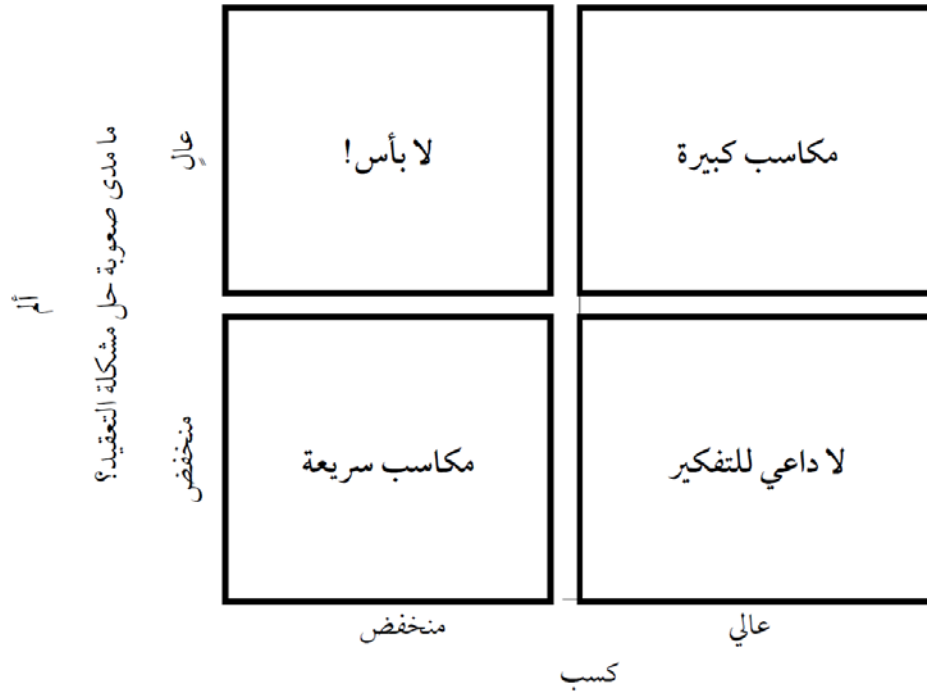 ألم
ما مدى صعوبة حل مشكلة التعقيد؟
عالٍ
لا بأس!
مكاسب كبيرة
منخفض
مكاسب سريعة
لا داعي للتفكير
منخفض
عالي
كسب